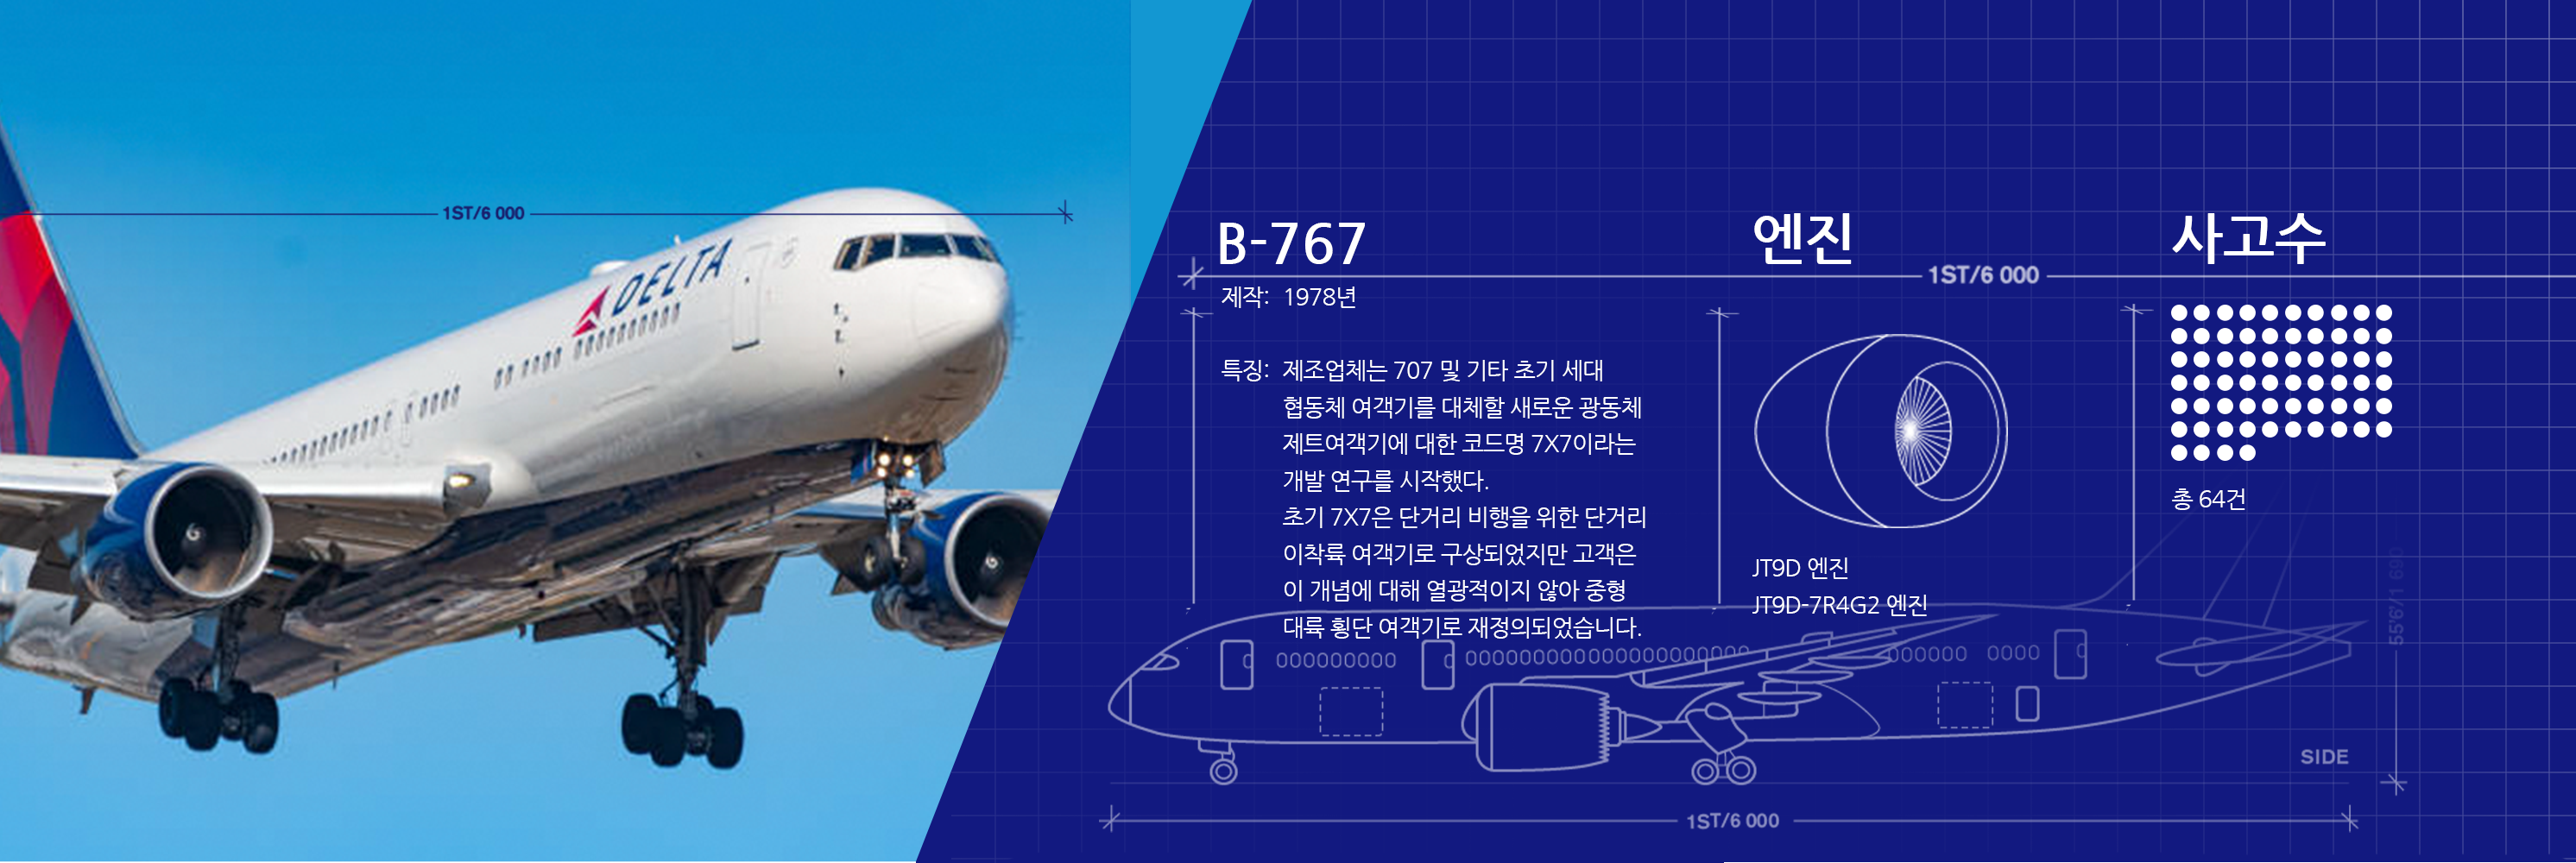 1ST/6 000
DELTA
B-767
제작: 1978년
특징: 제조업체는 707 및 기타 초기 세대
협동체 여객기를 대체할 새로운 광동체
제트여객기에 대한 코드명 7X7이라는
개발 연구를 시작했다.
초기 7X7은 단거리 비행을 위한 단거리
이착륙 여객기로 구상되었지만 고객은
이 개념에 대해 열광적이지 않아 중형
대륙 횡단 여객기로 재정의되었습니다.
엔진
1ST/6 000
JT9D 엔진
JT9D-7R4G2 엔진
사고수
총 64건
SIDE
1ST/6 000